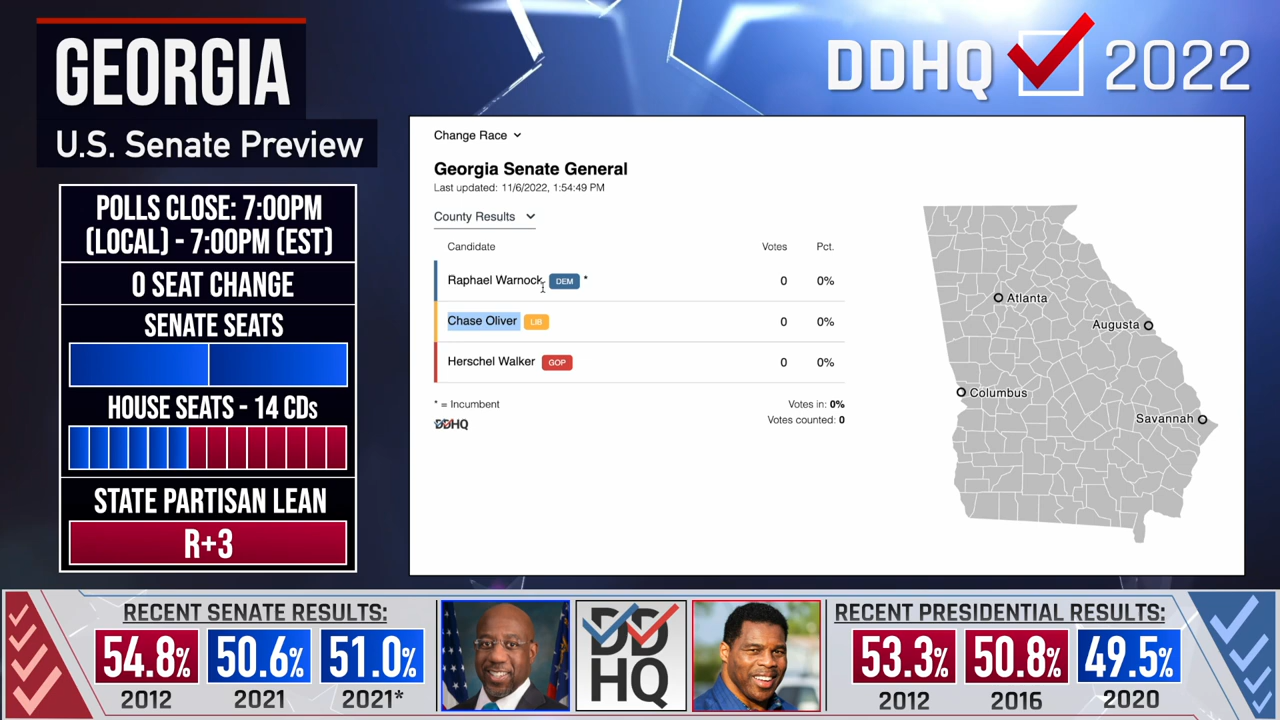 GEORGIA
U.S. Senate Preview
DDHQ 2022
POLLS CLOSE: 7:00PM
(LOCAL) - 7:00PM (EST)
0 SEAT CHANGE
SENATE SEATS
HOUSE SEATS - 14 CDs
STATE PARTISAN LEAN
R+3
Change Race
Georgia Senate General
Last updated: 11/6/2022, 1:54:49 PM
County Results
Candidate Votes Pct.
Raphael Warnock DEM * 0 0%
Chase Oliver LIB 0 0%
Herschel Walker GOP 0 0%
* = Incumbent Votes in: 0%
Votes counted: 0
DDHQ
Atlanta
Augusta
Columbus
Savannah
RECENT SENATE RESULTS:
54.8% 50.6% 51.0%
2012 2021 2021*
DD
HQ
RECENT PRESIDENTIAL RESULTS:
53.3% 50.8% 49.5%
2012 2016 2020